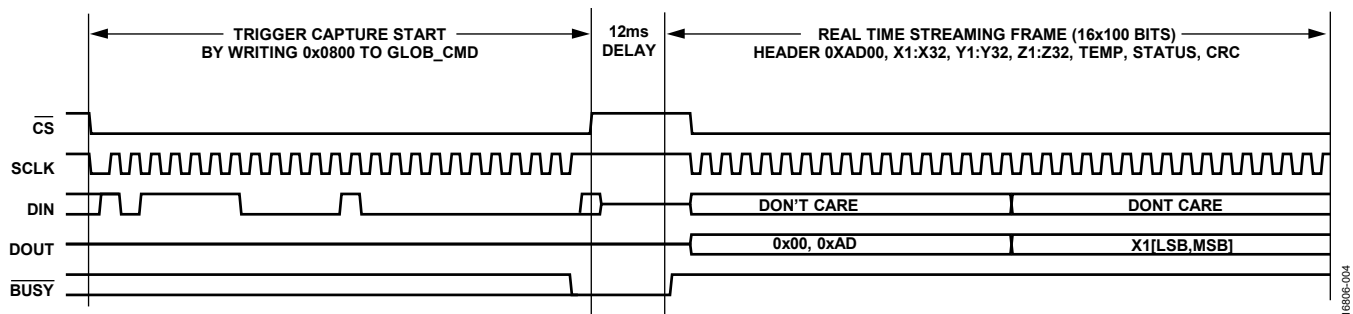 TRIGGER CAPTURE START
BY WRITING 0x0800 TO GLOB_CMD
12ms
DELAY
REAL TIME STREAMING FRAME (16x100 BITS)
HEADER 0XAD00, X1:X32, Y1:Y32, Z1:Z32, TEMP, STATUS, CRC
CS
SCLK
DIN
DON'T CARE
DONT CARE
DOUT
0x00, 0xAD
X1[LSB,MSB]
BUSY
16806-004